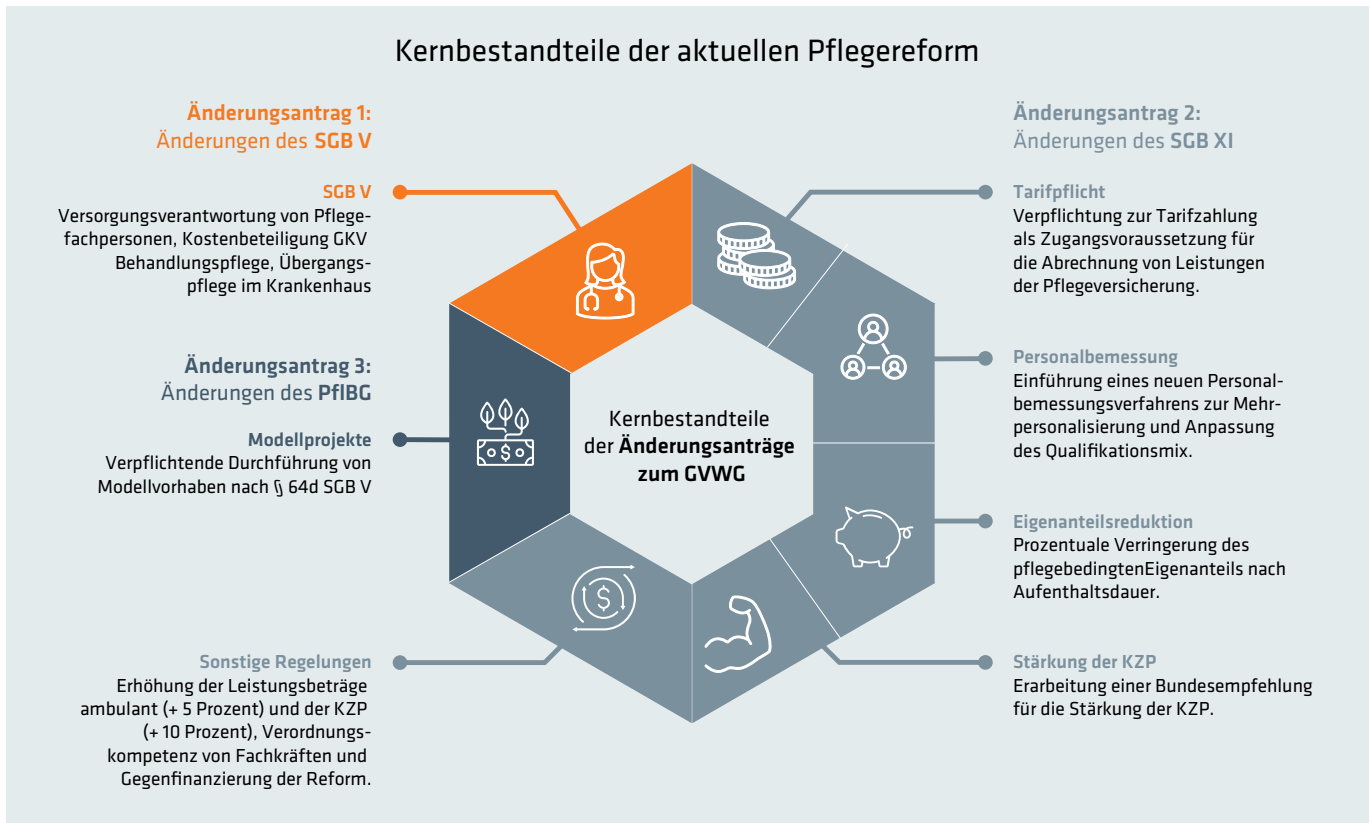 Kernbestandteile der aktuellen Pflegereform
Änderungsantrag 1:
Änderungen des SGB V
SGB V
Versorgungsverantwortung von Pflege-
fachpersonen, Kostenbeteiligung GKV
Behandlungspflege, Übergangs-
pflege im Krankenhaus
Änderungsantrag 3:
Änderungen des PflBG
Modellprojekte
Verpflichtende Durchführung von
Modellvorhaben nach § 64d SGB V
Sonstige Regelungen
Erhöhung der Leistungsbeträge
ambulant (+ 5 Prozent) und der KZP
(+ 10 Prozent), Verordnungs-
kompetenz von Fachkräften und
Gegenfinanzierung der Reform.
Kernbestandteile
der Änderungsanträge
zum GVWG
Änderungsantrag 2:
Änderungen des SGB XI
Tarifpflicht
Verpflichtung zur Tarifzahlung
als Zugangsvoraussetzung für
die Abrechnung von Leistungen
der Pflegeversicherung.
Personalbemessung
Einführung eines neuen Personal-
bemessungsverfahrens zur Mehr-
personalisierung und Anpassung
des Qualifikationsmix.
Eigenanteilsreduktion
Prozentuale Verringerung des
pflegebedingtenEigenanteils nach
Aufenthaltsdauer.
Stärkung der KZP
Erarbeitung einer Bundesempfehlung
für die Stärkung der KZP.